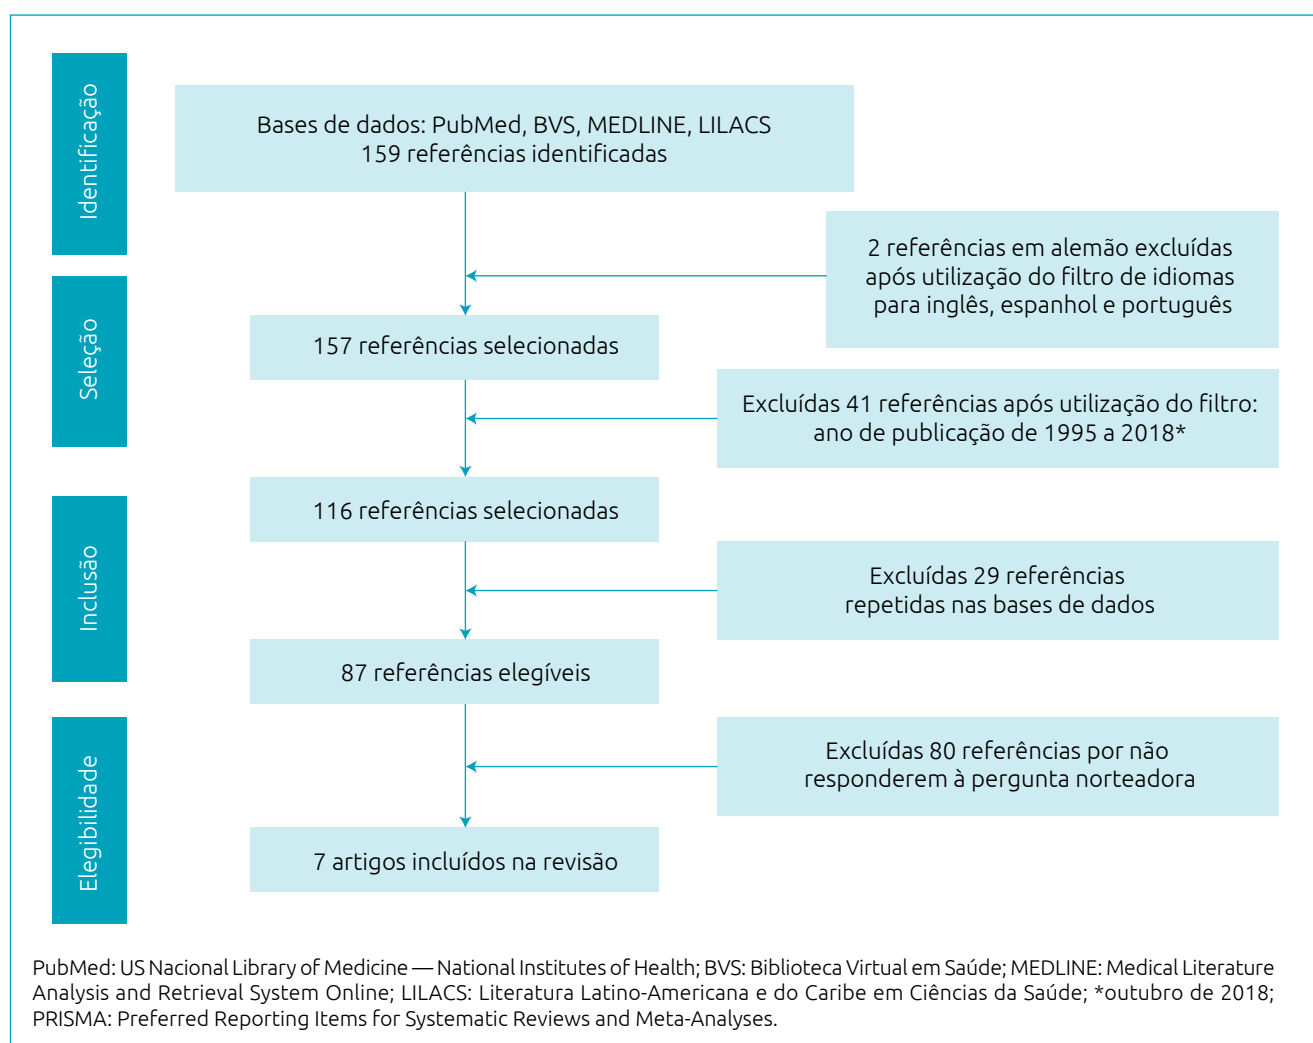 Identificação
Bases de dados: PubMed, BVS, MEDLINE, LILACS
159 referências identificadas
2 referências em alemão excluídas
após utilização do filtro de idiomas
para inglês, espanhol e português
Seleção
157 referências selecionadas
Excluídas 41 referências após utilização do filtro:
ano de publicação de 1995 a 2018*
116 referências selecionadas
Inclusão
Excluídas 29 referências
repetidas nas bases de dados
87 referências elegíveis
Elegibilidade
Excluídas 80 referências por não
responderem à pergunta norteadora
7 artigos incluídos na revisão
PubMed: US Nacional Library of Medicine — National Institutes of Health; BVS: Biblioteca Virtual em Saúde; MEDLINE: Medical Literature
Analysis and Retrieval System Online; LILACS: Literatura Latino-Americana e do Caribe em Ciências da Saúde; *outubro de 2018;
PRISMA: Preferred Reporting Items for Systematic Reviews and Meta-Analyses.